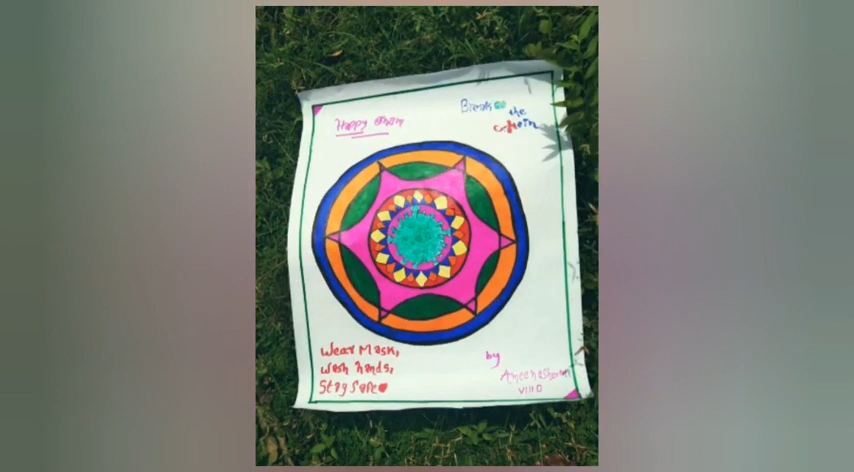 Happy Onam
Break
the
Chain
Wear Mask,
Wash hands,
Stay Safe
by
VIII D